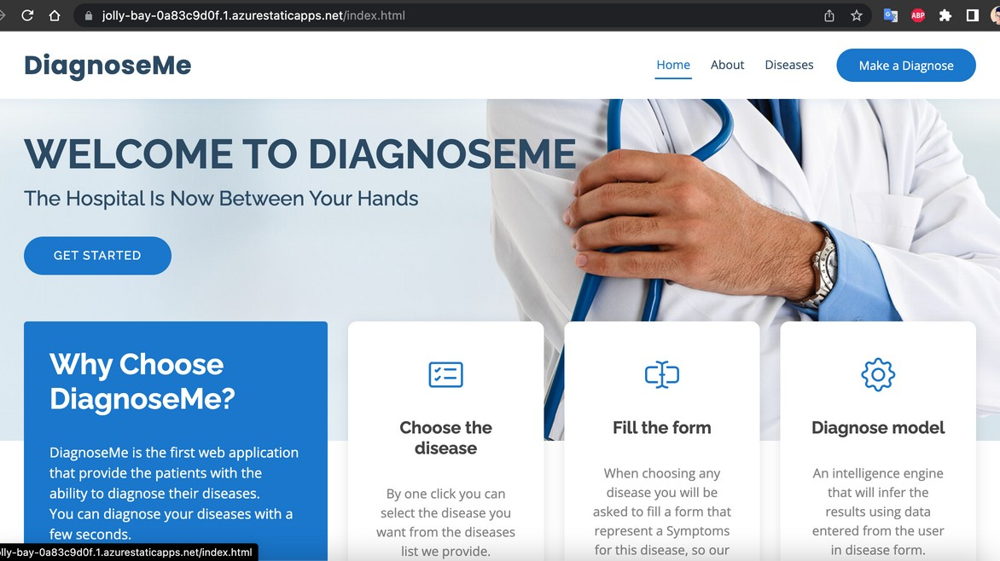 jolly-bay-0a83c9d0f.1.azurestaticapps.net/index.html
ABP
DiagnoseMe
Home About Diseases Make a Diagnose
WELCOME TO DIAGNOSEME
The Hospital Is Now Between Your Hands
GET STARTED
Why Choose
DiagnoseMe?
DiagnoseMe is the first web application
that provide the patients with the
ability to diagnose their diseases.
You can diagnose your diseases with a
few seconds.
Choose the
disease
By one click you can
select the disease you
want from the diseases
list we provide.
Fill the form
When choosing any
disease you will be
asked to fill a form that
represent a Symptoms
for this disease, so our
Diagnose model
An intelligence engine
that will infer the
results using data
entered from the user
in disease form.
olly-bay-0a83c9d0f.1.azurestaticapps.net/index.html